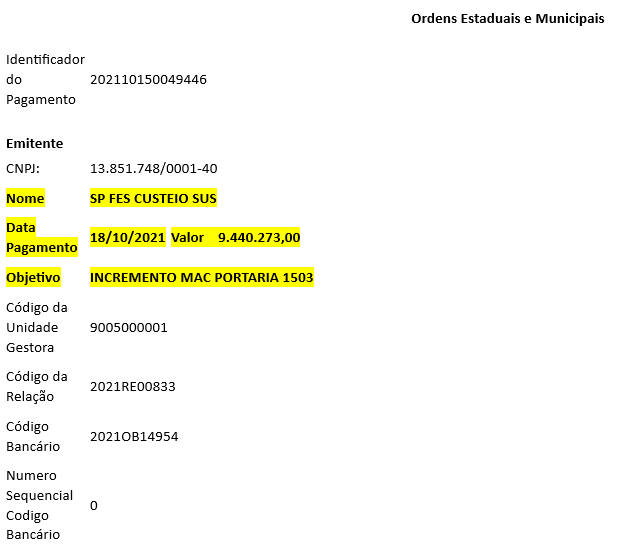 Ordens Estaduais e Municipais
Identificador
do 202110150049446
Pagamento
Emitente
CNPJ: 13.851.748/0001-40
Nome SP FES CUSTEIO SUS
Data
Pagamento 18/10/2021 Valor 9.440.273,00
Objetivo INCREMENTO MAC PORTARIA 1503
Código da
Unidade 9005000001
Gestora
Código da
Relação 2021RE00833
Código
Bancário 2021OB14954
Numero
Sequencial
Codigo 0
Bancário